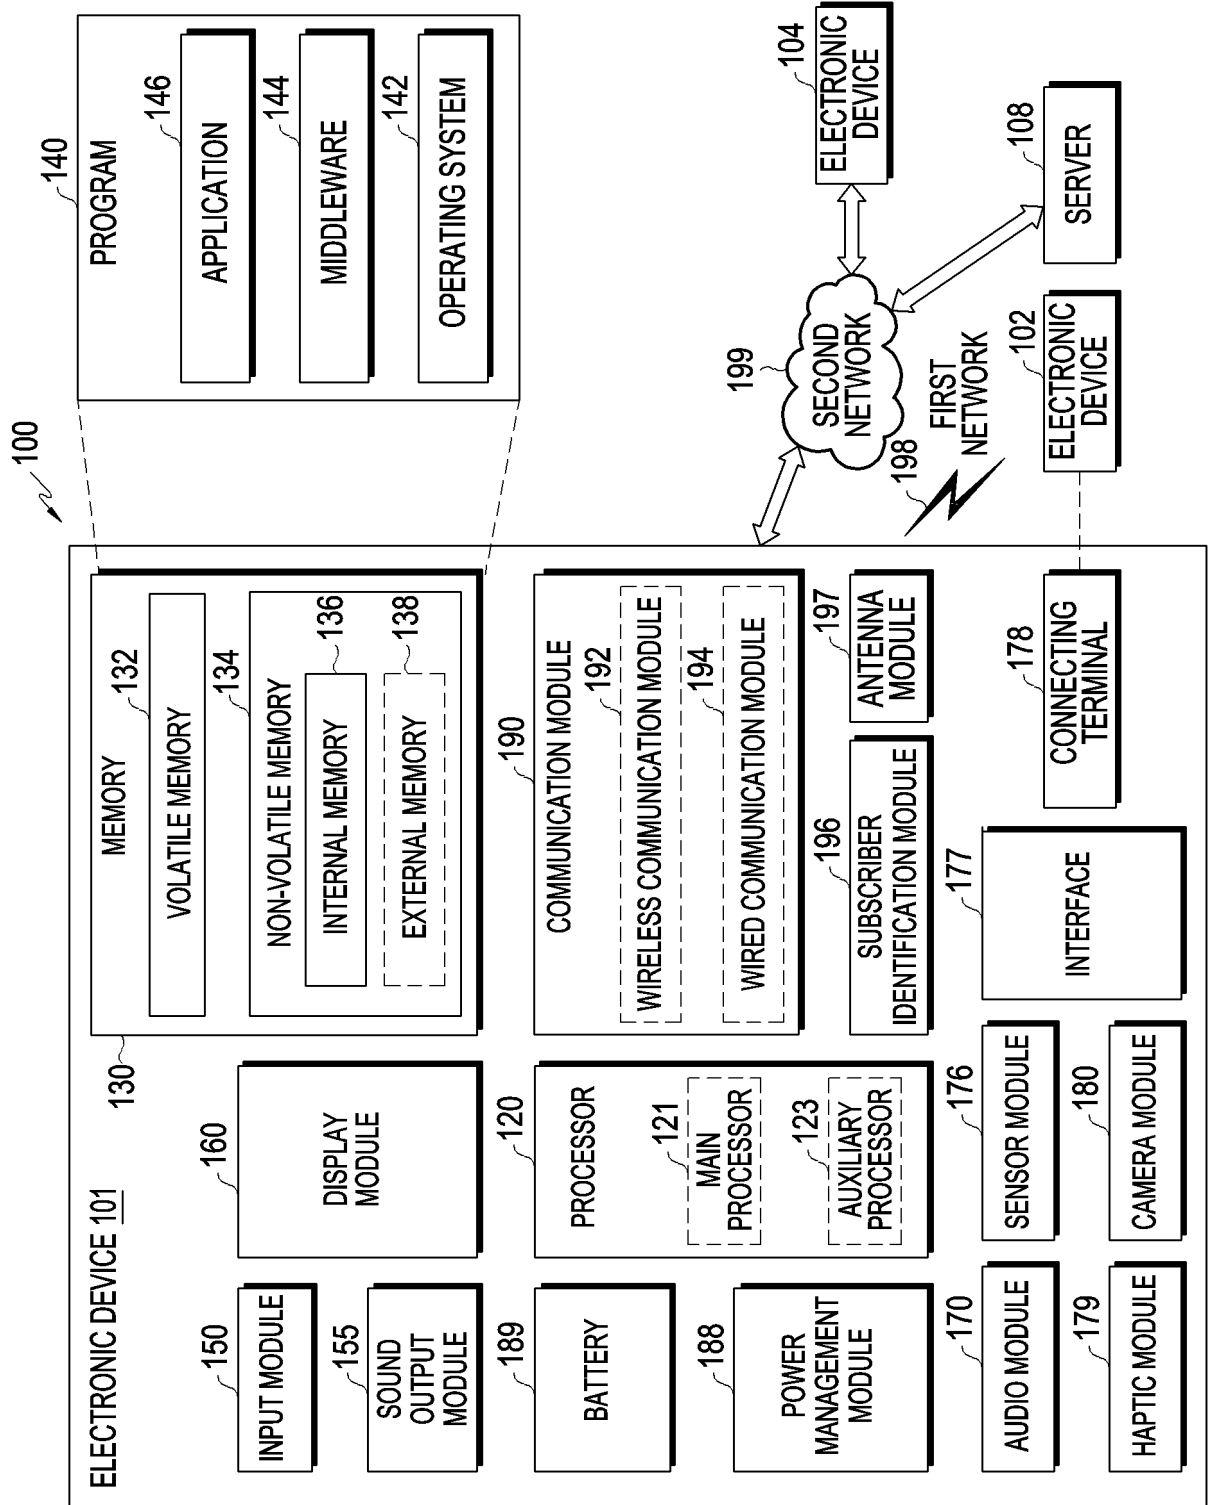 100
ELECTRONIC DEVICE 101
150
INPUT MODULE
155
SOUND
OUTPUT
MODULE
189
BATTERY
188
POWER
MANAGEMENT
MODULE
170
AUDIO MODULE
179
HAPTIC MODULE
160
DISPLAY
MODULE
120
PROCESSOR
121
MAIN
PROCESSOR
123
AUXILIARY
PROCESSOR
176
SENSOR MODULE
180
CAMERA MODULE
130
MEMORY
132
VOLATILE MEMORY
134
NON-VOLATILE MEMORY
136
INTERNAL MEMORY
138
EXTERNAL MEMORY
190
COMMUNICATION MODULE
192
WIRELESS COMMUNICATION MODULE
194
WIRED COMMUNICATION MODULE
196
SUBSCRIBER
IDENTIFICATION MODULE
197
ANTENNA
MODULE
177
INTERFACE
178
CONNECTING
TERMINAL
140
PROGRAM
146
APPLICATION
144
MIDDLEWARE
142
OPERATING SYSTEM
199
SECOND
NETWORK
198
FIRST
NETWORK
104
ELECTRONIC
DEVICE
108
SERVER
102
ELECTRONIC
DEVICE